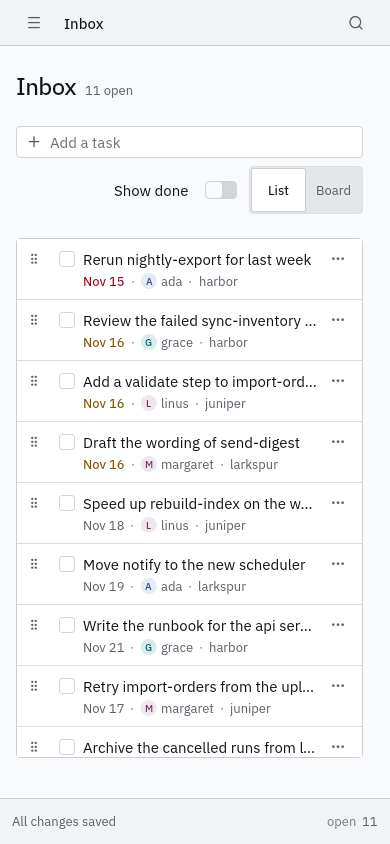 Inbox
Inbox 11 open
Add a task
Show done List Board
Rerun nightly-export for last week
Nov 15 · A ada · harbor
Review the failed sync-inventory ...
Nov 16 · G grace · harbor
Add a validate step to import-ord...
Nov 16 · L linus · juniper
Draft the wording of send-digest
Nov 16 · M margaret · larkspur
Speed up rebuild-index on the w...
Nov 18 · L linus · juniper
Move notify to the new scheduler
Nov 19 · A ada · larkspur
Write the runbook for the api ser...
Nov 21 · G grace · harbor
Retry import-orders from the upl...
Nov 17 · M margaret · juniper
Archive the cancelled runs from l...
All changes saved open 11